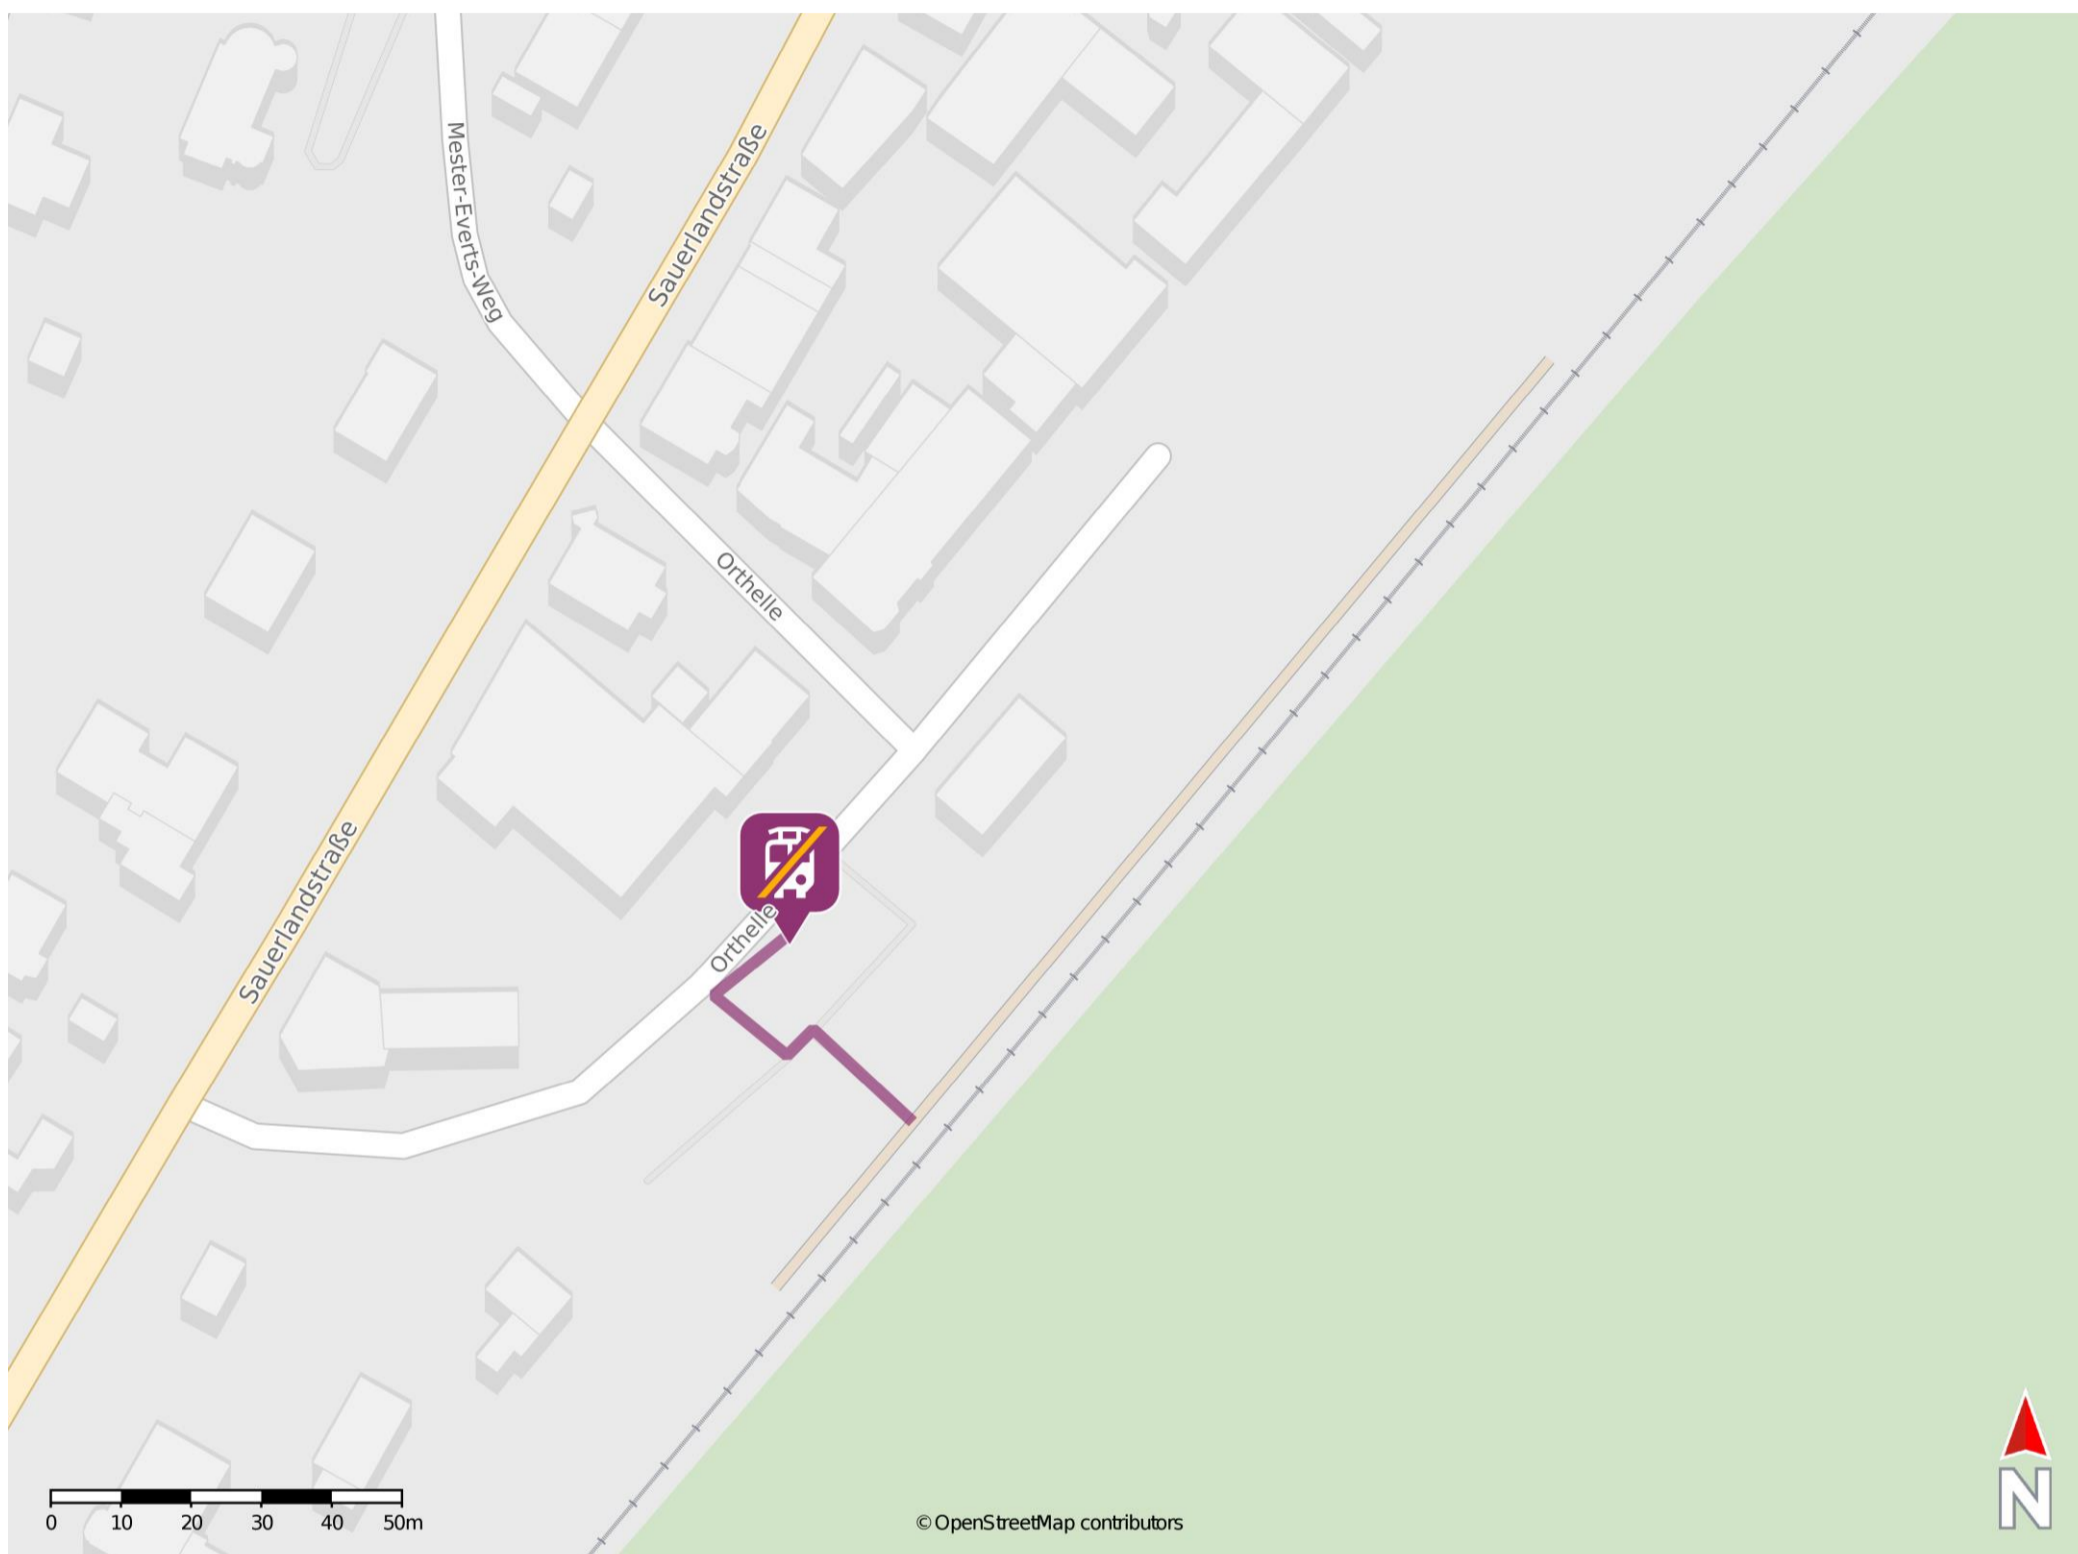 Mester-Everts-Weg
Sauerlandstraße
Orthelle
Sauerlandstraße
Orthelle
0 10 20 30 40 50m
© OpenStreetMap contributors
N